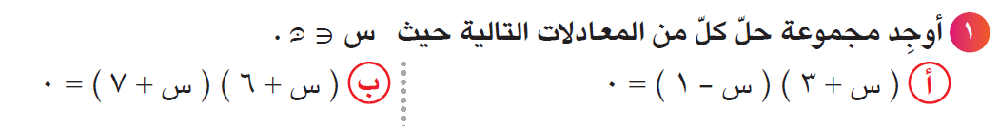 ١ أوجِد مجموعة حلّ كلّ من المعادلات التالية حيث س ∈ ن .
أ ( س + ٣ ) ( س - ١ ) = ٠
ب ( س + ٦ ) ( س + ٧ ) = ٠